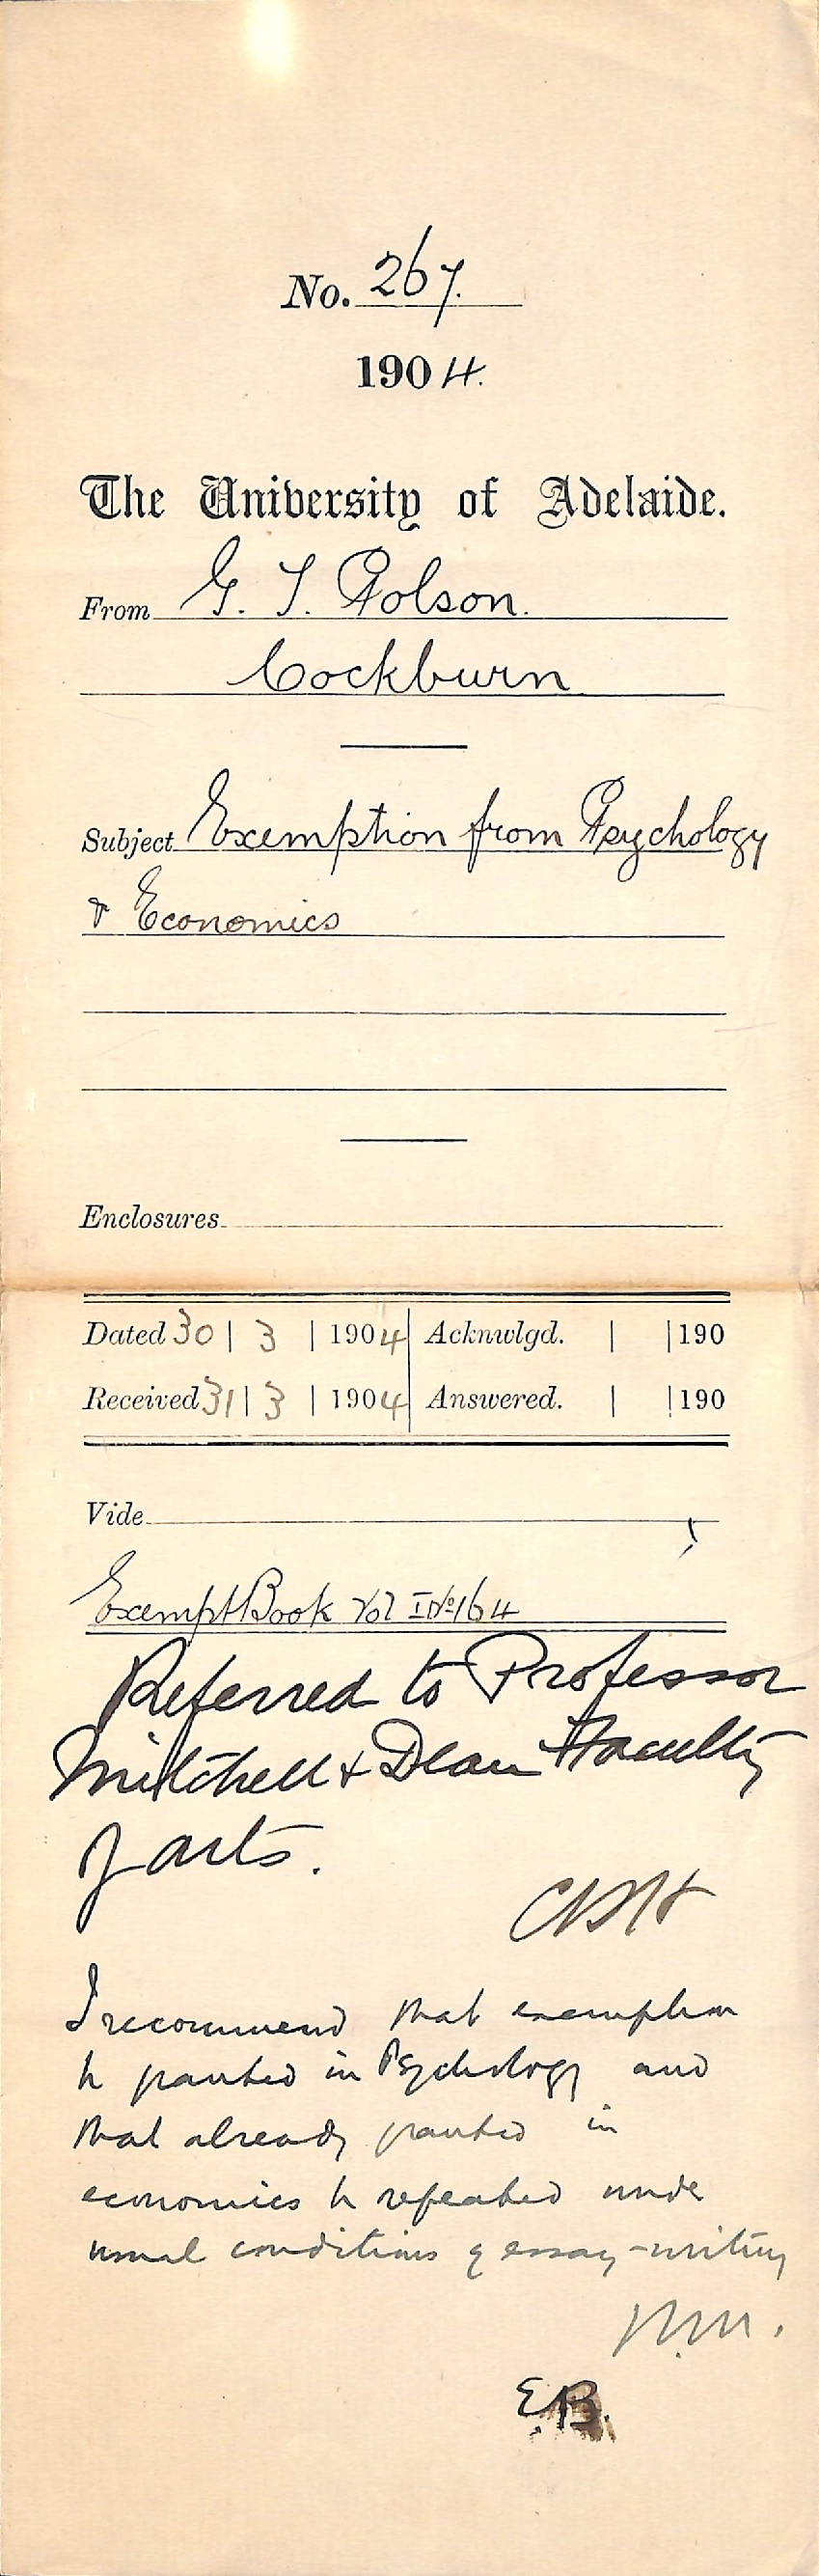 No. 267.
1904.
The University of Adelaide.
From G. T. Polson.
Cockburn
Subject Exemption from Psychology
& Economics
Enclosures
Dated 30 | 3 | 1904 Acknwlgd. | | 190
Received 31 | 3 | 1904 Answered. | | 190
Vide
Exempt Book Vol I No 164
Referred to Professor
Mitchell & Dean Faculty
of Arts.
I recommend that exemption
be granted in Psychology and
that already granted in
economics be repeated under
usual conditions of essay-writing
W.M.
E.B.